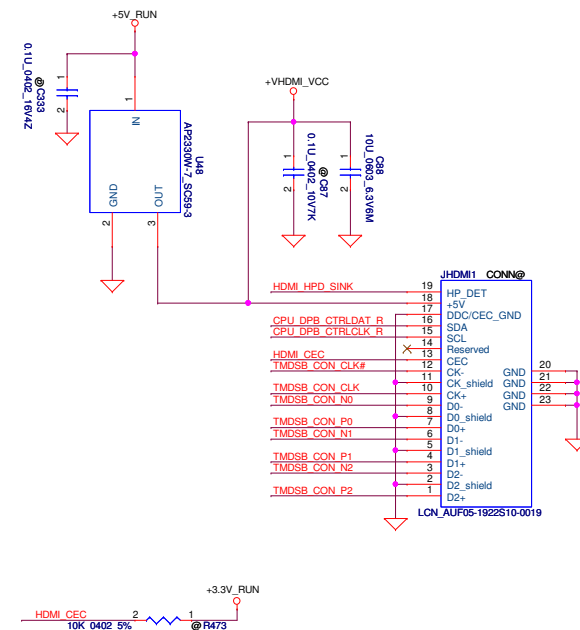 +5V_RUN
0.1U_0402_16V4Z
@C333
1
2
1
IN
U48
AP2330W-7_SC59-3
GND
OUT
2
3
+VHDMI_VCC
1
2
@C87
0.1U_0402_10V7K
1
2
C88
10U_0603_6.3V6M
JHDMI1 CONN@
HDMI_HPD_SINK 19 HP_DET
18 +5V
17 DDC/CEC_GND
CPU_DPB_CTRLDAT_R 16 SDA
CPU_DPB_CTRLCLK_R 15 SCL
14 Reserved
HDMI_CEC 13 CEC
TMDSB_CON_CLK# 12 CK- GND 20
11 CK_shield GND 21
TMDSB_CON_CLK 10 CK+ GND 22
TMDSB_CON_N0 9 D0- GND 23
8 D0_shield
TMDSB_CON_P0 7 D0+
TMDSB_CON_N1 6 D1-
5 D1_shield
TMDSB_CON_P1 4 D1+
TMDSB_CON_N2 3 D2-
2 D2_shield
TMDSB_CON_P2 1 D2+
LCN_AUF05-1922S10-0019
+3.3V_RUN
HDMI_CEC 2 1
10K_0402_5% @R473